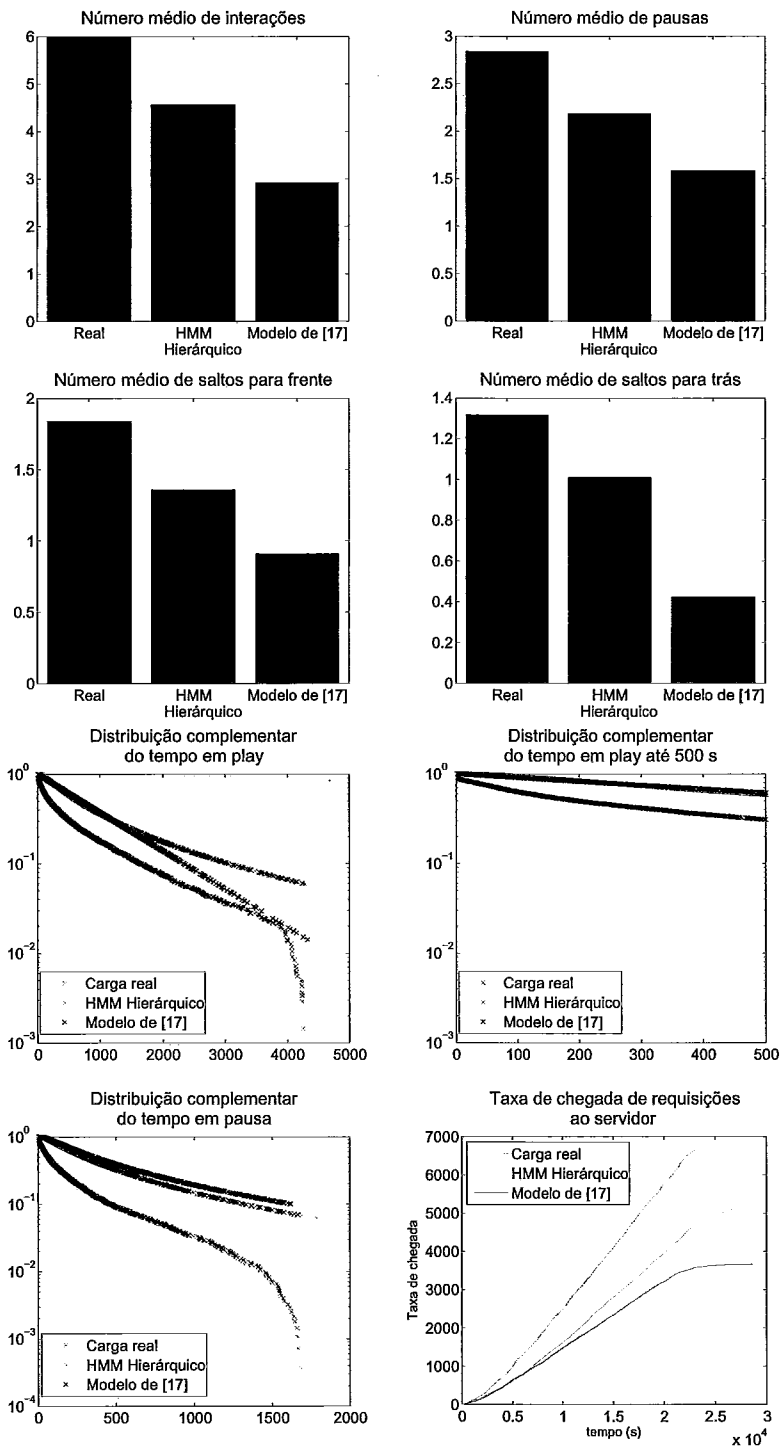 Número médio de interações
6
5
4
3
2
1
0
Real
HMM
Hierárquico
Modelo de [17]
Número médio de pausas
3
2.5
2
1.5
1
0.5
0
Real
HMM
Hierárquico
Modelo de [17]
Número médio de saltos para frente
2
1.5
1
0.5
0
Real
HMM
Hierárquico
Modelo de [17]
Número médio de saltos para trás
1.4
1.2
1
0.8
0.6
0.4
0.2
0
Real
HMM
Hierárquico
Modelo de [17]
Distribuição complementar
do tempo em play
10^0
10^-1
10^-2
10^-3
Carga real
HMM Hierárquico
Modelo de [17]
0 1000 2000 3000 4000 5000
Distribuição complementar
do tempo em play até 500 s
10^0
10^-1
10^-2
10^-3
Carga real
HMM Hierárquico
Modelo de [17]
0 100 200 300 400 500
Distribuição complementar
do tempo em pausa
10^0
10^-1
10^-2
10^-3
10^-4
Carga real
HMM Hierárquico
Modelo de [17]
0 500 1000 1500 2000
Taxa de chegada de requisições
ao servidor
Taxa de chegada
7000
6000
5000
4000
3000
2000
1000
0
Carga real
HMM Hierárquico
Modelo de [17]
0 0.5 1 1.5 2 2.5 3
tempo (s)
x 10^4